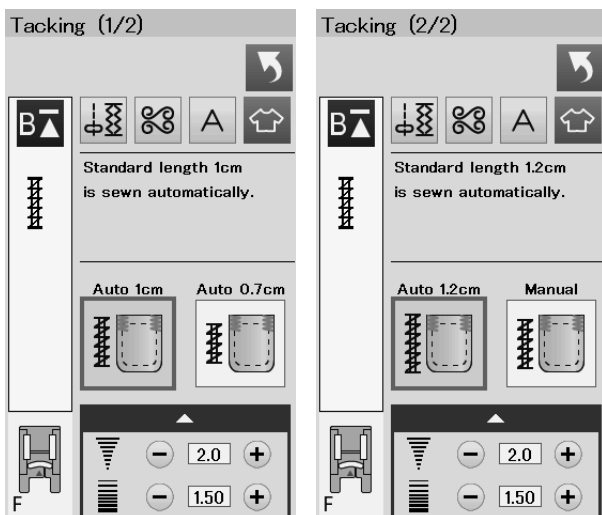 Tacking (1/2)
B
A
Standard length 1cm
is sewn automatically.
Auto 1cm Auto 0.7cm
2.0
1.50
F
Tacking (2/2)
B
A
Standard length 1.2cm
is sewn automatically.
Auto 1.2cm Manual
2.0
1.50
F